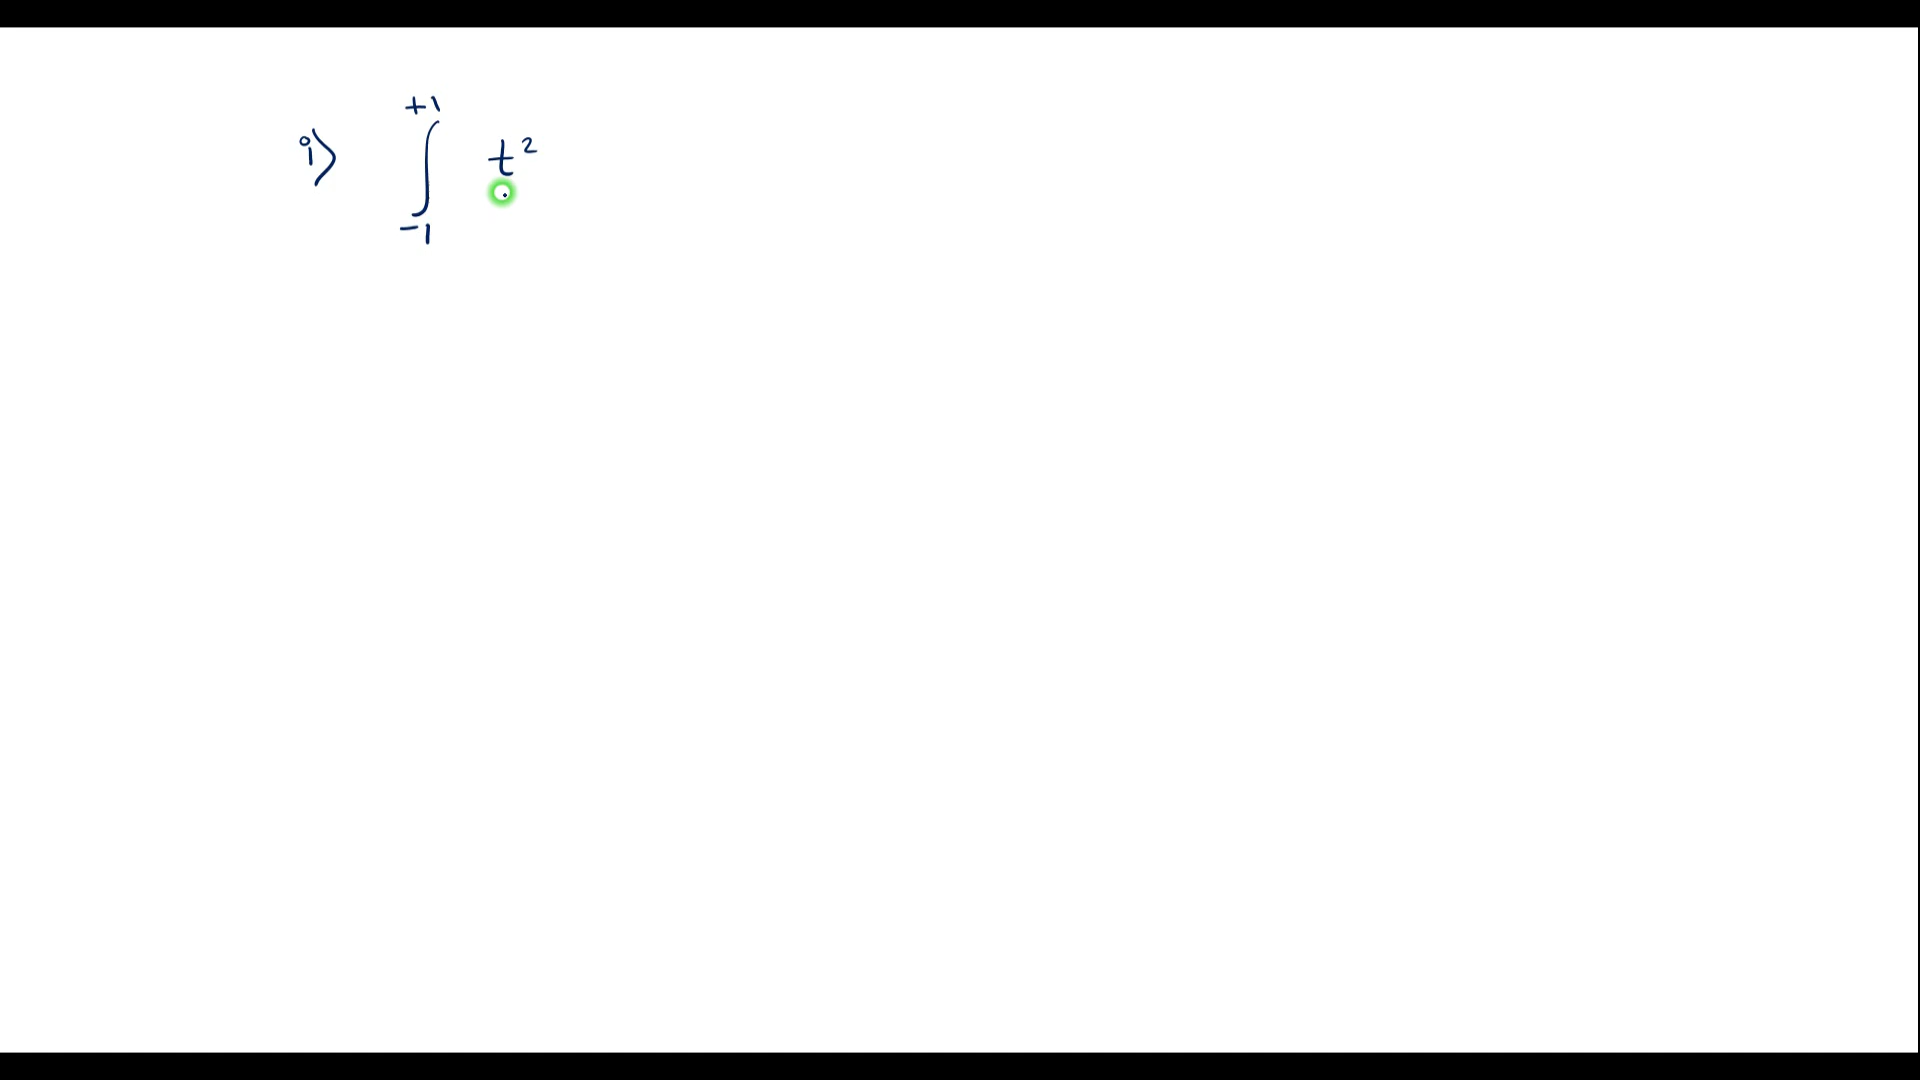 i) ∫₋₁⁺¹ t²